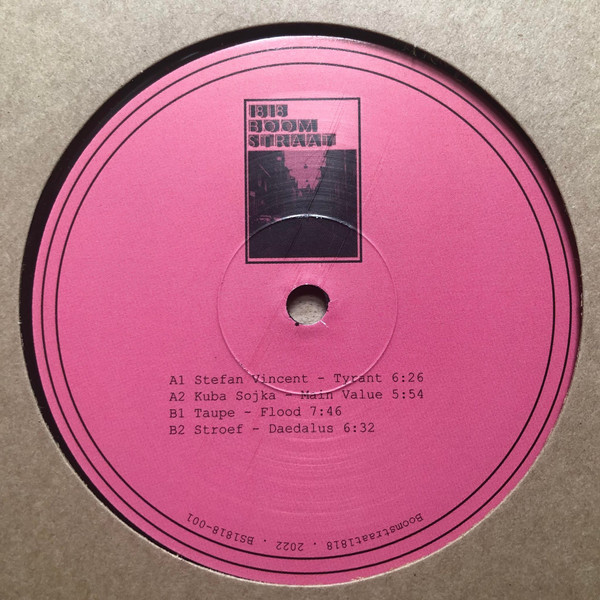 1818
BOOM
STRAAT
A1 Stefan Vincent - Tyrant 6:26
A2 Kuba Sojka - Main Value 5:54
B1 Taupe - Flood 7:46
B2 Stroef - Daedalus 6:32
Boomstraat1818 . 2022 . BS1818-001